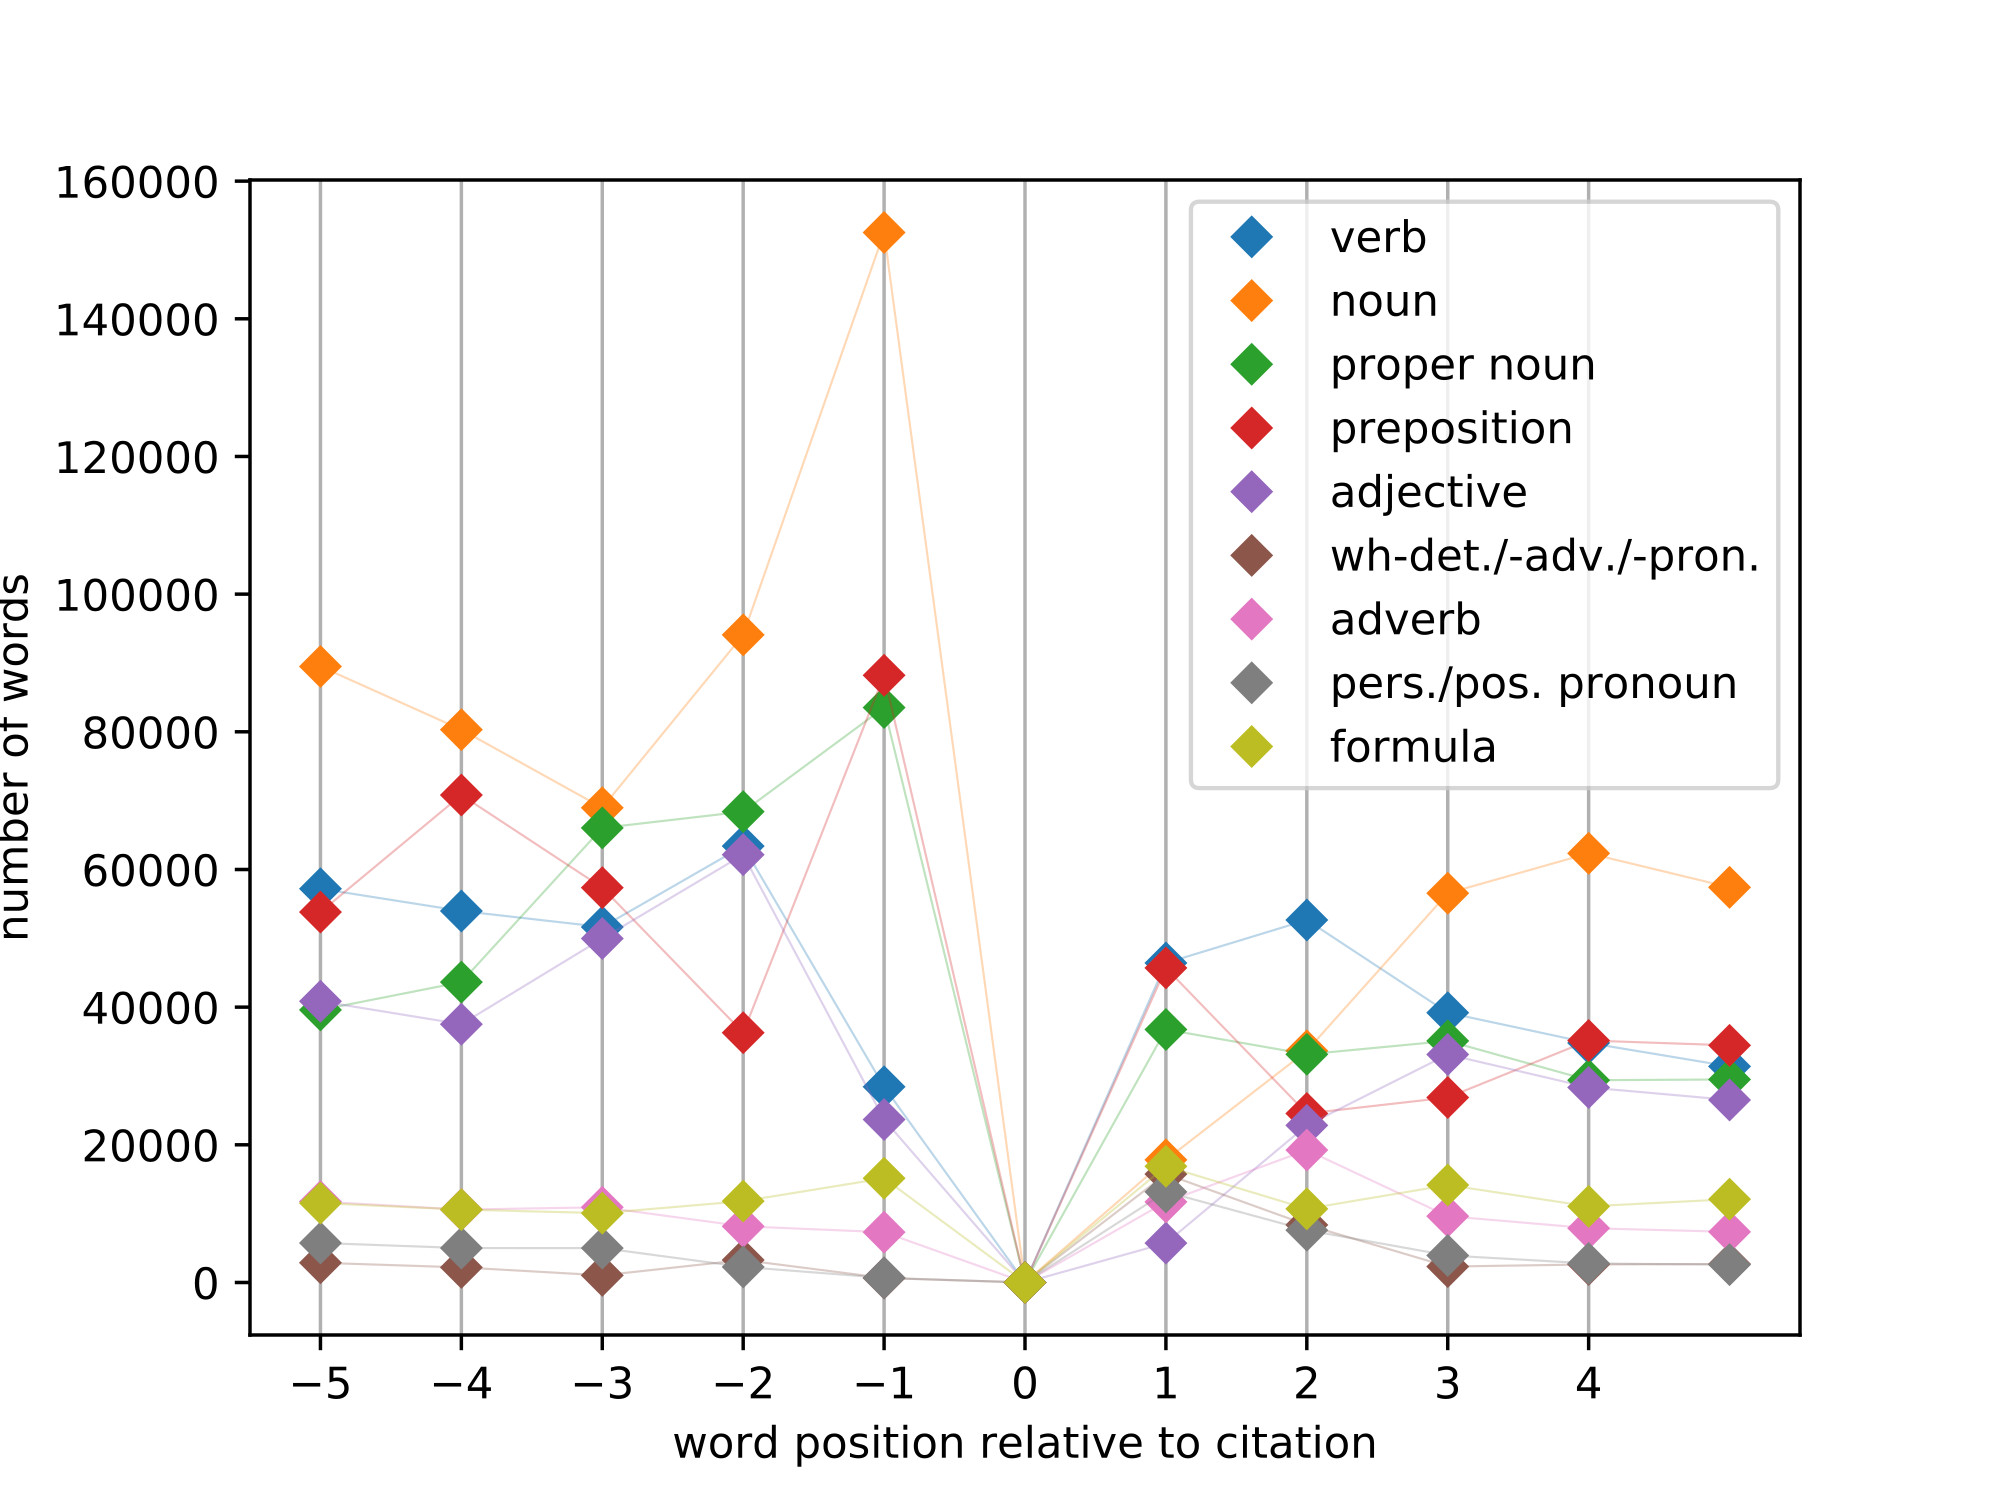 160000
140000
120000
100000
80000
60000
40000
20000
0
number of words
verb
noun
proper noun
preposition
adjective
wh-det./-adv./-pron.
adverb
pers./pos. pronoun
formula
−5 −4 −3 −2 −1 0 1 2 3 4
word position relative to citation